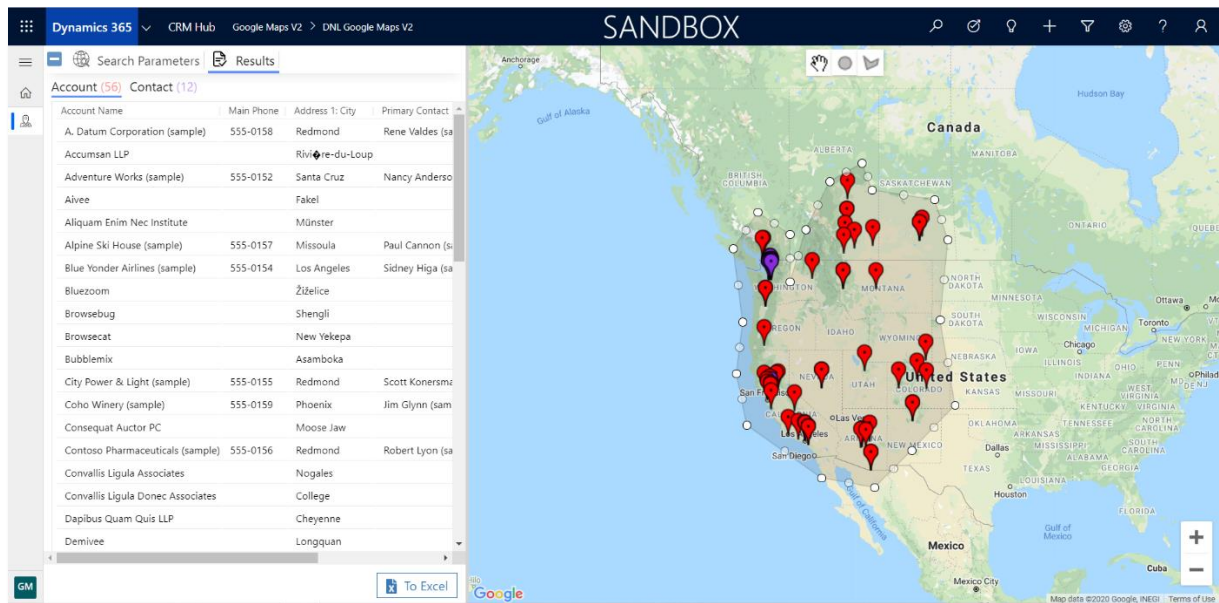 Dynamics 365 CRM Hub Google Maps V2 > DNL Google Maps V2 SANDBOX
Search Parameters Results
Account (56) Contact (12)
Account Name Main Phone Address 1: City Primary Contact
A. Datum Corporation (sample) 555-0158 Redmond Rene Valdes (sa
Accumsan LLP Rivi�re-du-Loup
Adventure Works (sample) 555-0152 Santa Cruz Nancy Anderso
Aivee Fakel
Aliquam Enim Nec Institute Münster
Alpine Ski House (sample) 555-0157 Missoula Paul Cannon (sa
Blue Yonder Airlines (sample) 555-0154 Los Angeles Sidney Higa (sa
Bluezoom Žiželice
Browsebug Shengli
Browsecat New Yekepa
Bubblemix Asamboka
City Power & Light (sample) 555-0155 Redmond Scott Konersma
Coho Winery (sample) 555-0159 Phoenix Jim Glynn (sam
Consequat Auctor PC Moose Jaw
Contoso Pharmaceuticals (sample) 555-0156 Redmond Robert Lyon (sa
Convallis Ligula Associates Nogales
Convallis Ligula Donec Associates College
Dapibus Quam Quis LLP Cheyenne
Demivee Longquan
To Excel
GM
Anchorage
Gulf of Alaska
Hudson Bay
Canada
ALBERTA
MANITOBA
BRITISH
COLUMBIA
SASKATCHEWAN
ONTARIO
QUEBE
WASHINGTON
MONTANA
NORTH
DAKOTA
MINNESOTA
Ottawa
OREGON
IDAHO
WYOMING
SOUTH
DAKOTA
WISCONSIN
MICHIGAN
Toronto
NEW YORK
Chicago
NEVADA
UTAH
COLORADO
United States
NEBRASKA
IOWA
ILLINOIS
INDIANA
OHIO
PENN
Philad
KANSAS
MISSOURI
WEST
VIRGINIA
MD
DE
NJ
KENTUCKY
VIRGINIA
San Francisco
CALIFORNIA
Las Vegas
Los Angeles
San Diego
ARIZONA
NEW MEXICO
OKLAHOMA
ARKANSAS
TENNESSEE
NORTH
CAROLINA
MISSISSIPPI
SOUTH
CAROLINA
Dallas
ALABAMA
GEORGIA
TEXAS
LOUISIANA
Houston
FLORIDA
Gulf of
California
Gulf of
Mexico
Mexico
Mexico City
Cuba
Google
Map data ©2020 Google, INEGI Terms of Use